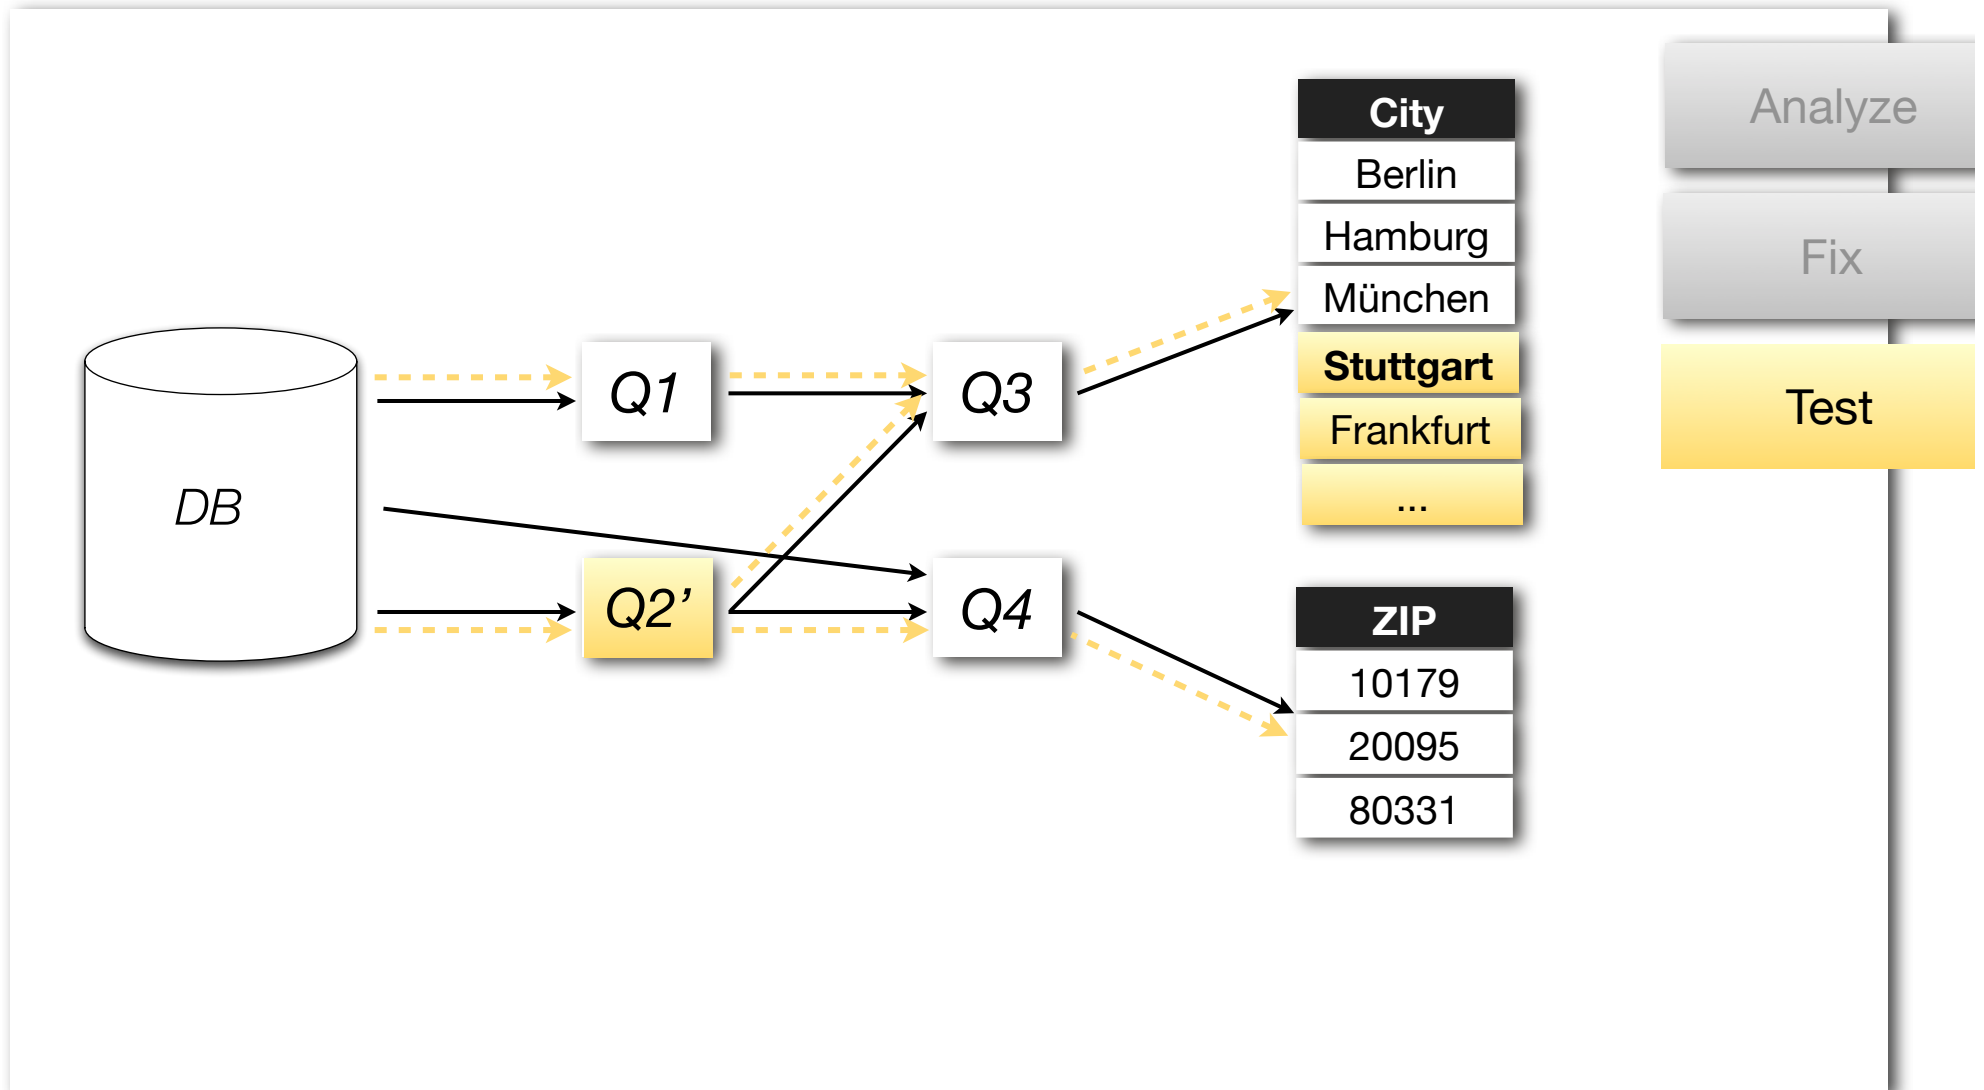 City
Berlin
Hamburg
München
Stuttgart
Frankfurt
...
Analyze
Fix
Test
DB
Q1
Q3
Q2’
Q4
ZIP
10179
20095
80331